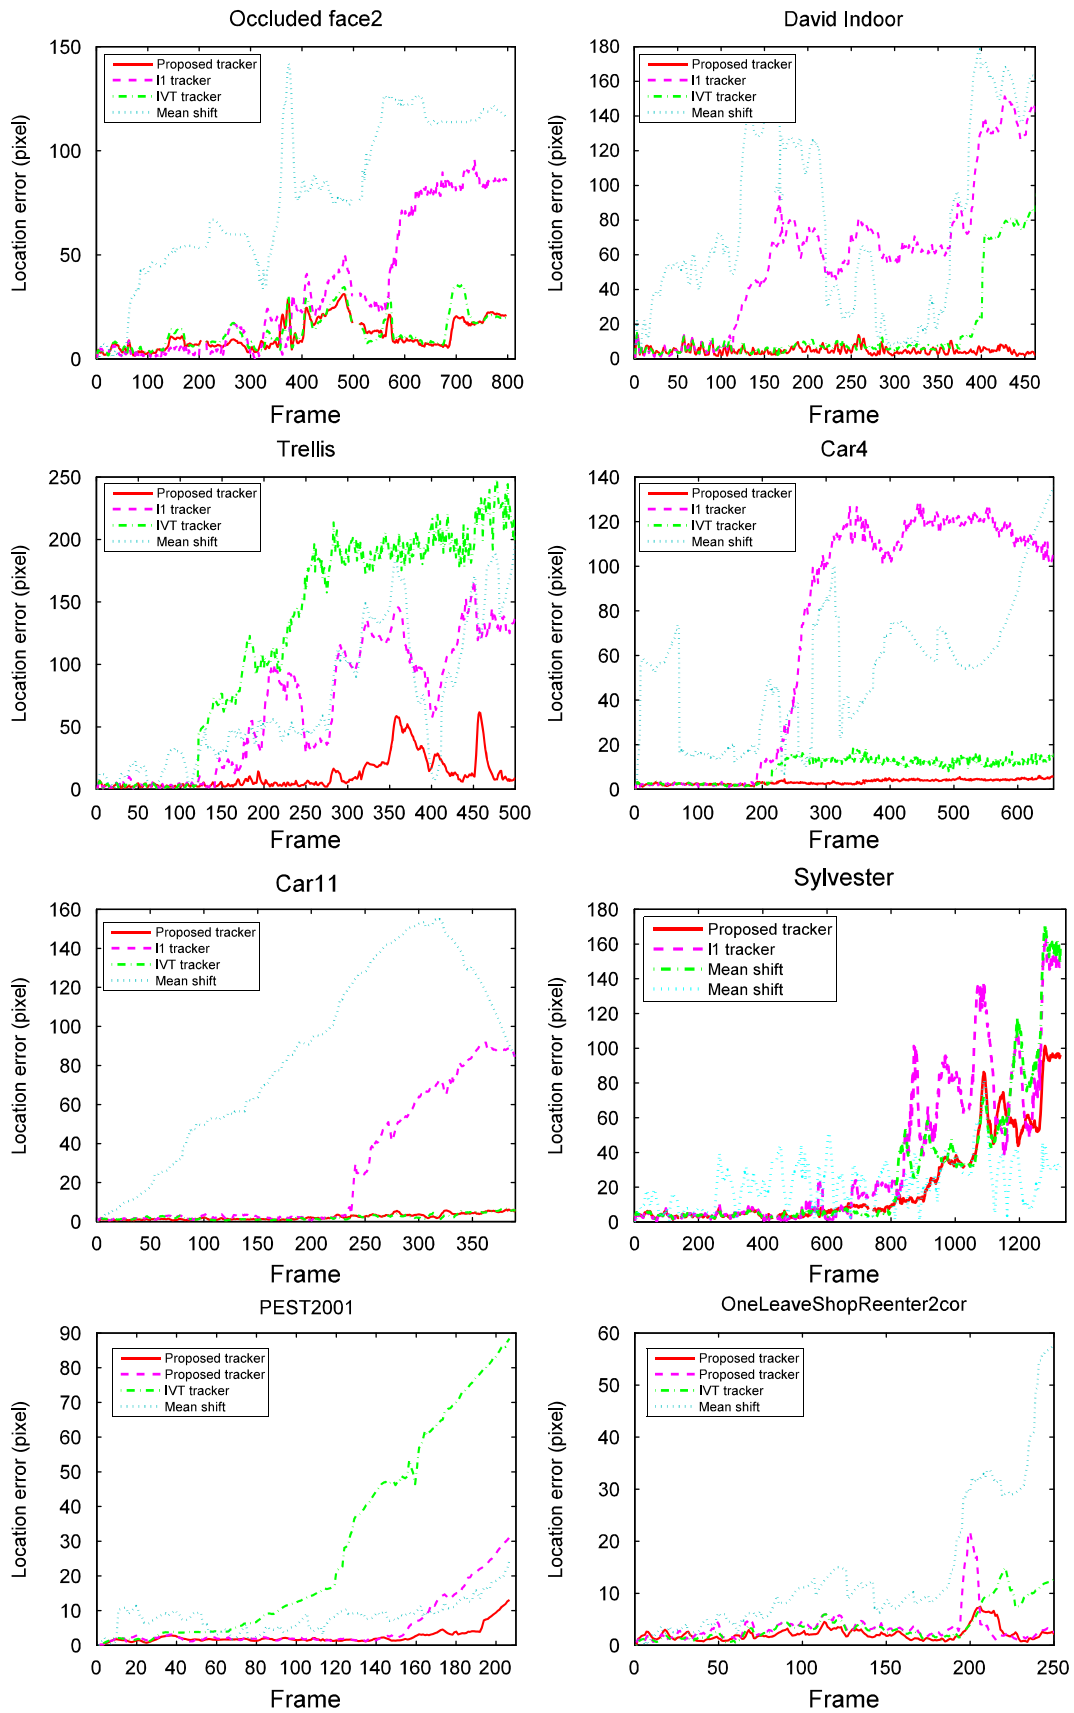 Occluded face2
150
100
50
0
0 100 200 300 400 500 600 700 800
Location error (pixel)
Frame
Proposed tracker
l1 tracker
IVT tracker
Mean shift
David Indoor
180
160
140
120
100
80
60
40
20
0
0 50 100 150 200 250 300 350 400 450
Location error (pixel)
Frame
Proposed tracker
l1 tracker
IVT tracker
Mean shift
Trellis
250
200
150
100
50
0
0 50 100 150 200 250 300 350 400 450 500
Location error (pixel)
Frame
Proposed tracker
l1 tracker
IVT tracker
Mean shift
Car4
140
120
100
80
60
40
20
0
0 100 200 300 400 500 600
Location error (pixel)
Frame
Proposed tracker
l1 tracker
IVT tracker
Mean shift
Car11
160
140
120
100
80
60
40
20
0
0 50 100 150 200 250 300 350
Location error (pixel)
Frame
Proposed tracker
l1 tracker
IVT tracker
Mean shift
Sylvester
180
160
140
120
100
80
60
40
20
0
0 200 400 600 800 1000 1200
Location error (pixel)
Frame
Proposed tracker
l1 tracker
Mean shift
Mean shift
PEST2001
90
80
70
60
50
40
30
20
10
0
0 20 40 60 80 100 120 140 160 180 200
Location error (pixel)
Frame
Proposed tracker
Proposed tracker
IVT tracker
Mean shift
OneLeaveShopReenter2cor
60
50
40
30
20
10
0
0 50 100 150 200 250
Location error (pixel)
Frame
Proposed tracker
l1 tracker
IVT tracker
Mean shift